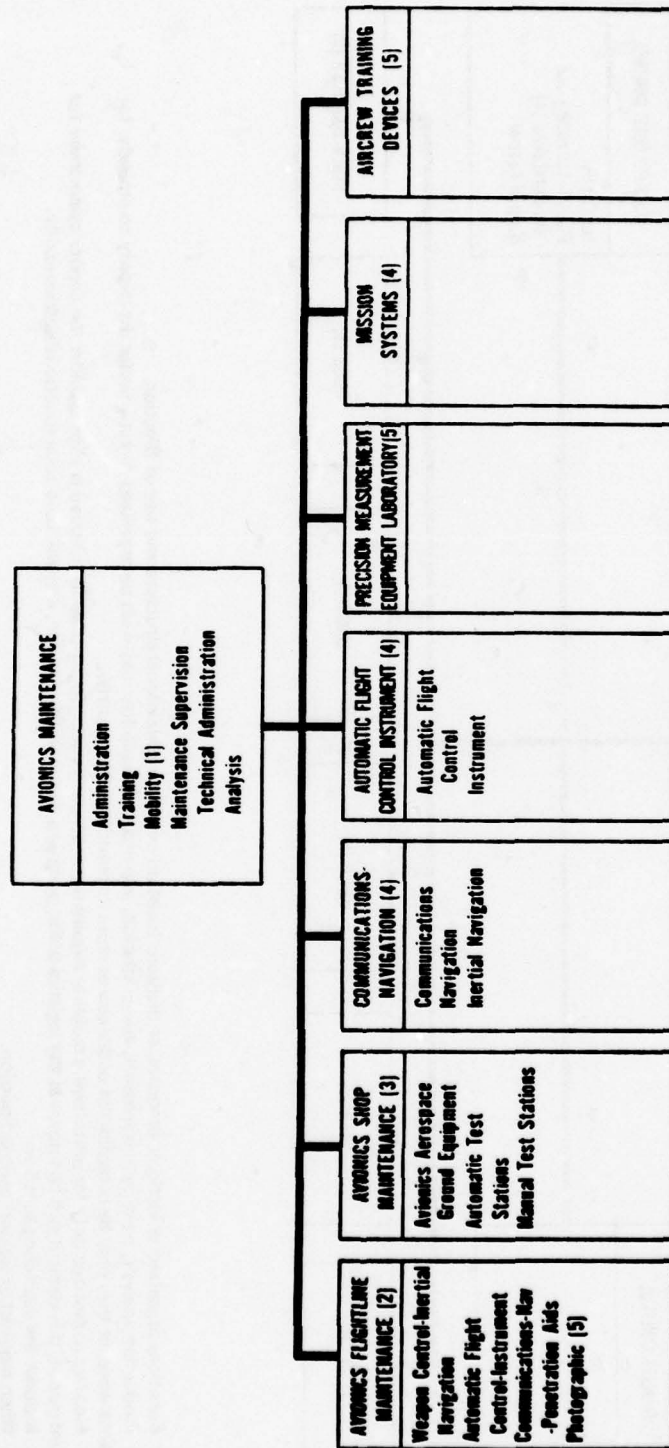 AVIONICS MAINTENANCE
Administration
Training
Mobility (1)
Maintenance Supervision
Technical Administration
Analysis
AVIONICS FLIGHTLINE
MAINTENANCE (2)
Weapon Control-Inertial
Navigation
Automatic Flight
Control-Instrument
Communications-Nav
-Penetration Aids
Photographic (5)
AVIONICS SHOP
MAINTENANCE (3)
Avionics Aerospace
Ground Equipment
Automatic Test
Stations
Manual Test Stations
COMMUNICATIONS-
NAVIGATION (4)
Communications
Navigation
Inertial Navigation
AUTOMATIC FLIGHT
CONTROL INSTRUMENT (4)
Automatic Flight
Control
Instrument
PRECISION MEASUREMENT
EQUIPMENT LABORATORY(5)
MISSION
SYSTEMS (4)
AIRCREW TRAINING
DEVICES (5)